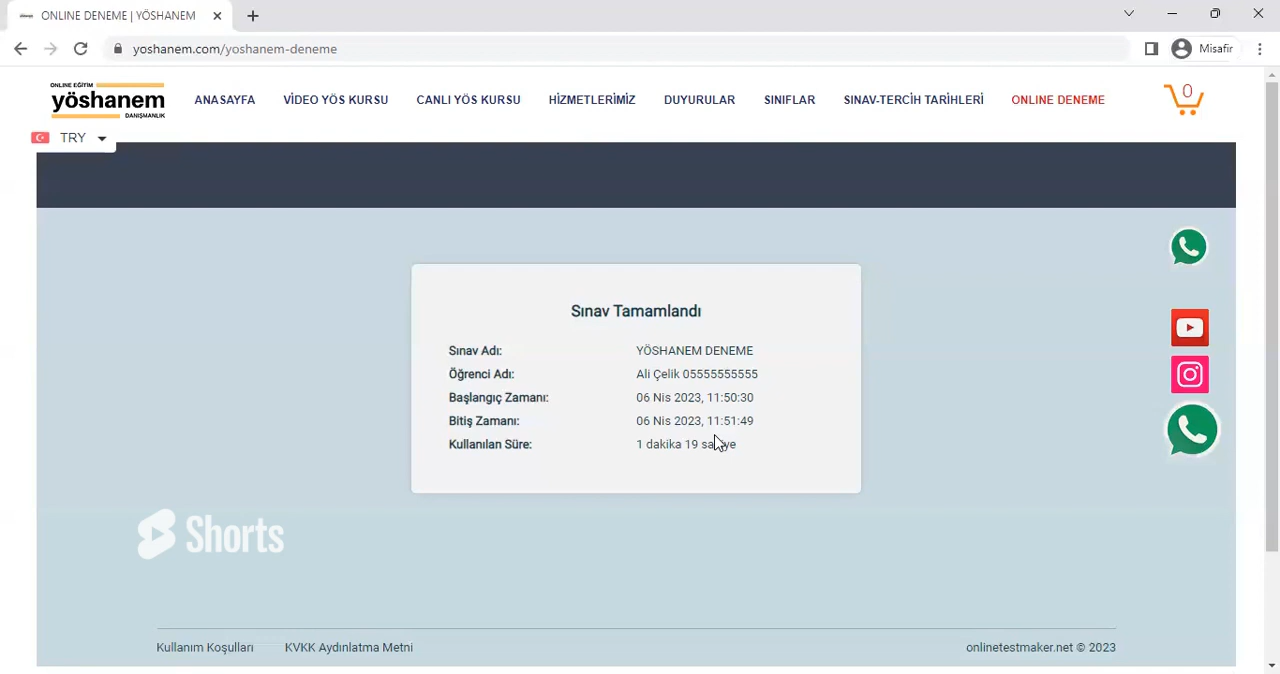 ONLINE DENEME | YÖSHANEM
yoshanem.com/yoshanem-deneme
Misafir
ONLINE EĞİTİM
yöshanem
DANIŞMANLIK
ANASAYFA VİDEO YÖS KURSU CANLI YÖS KURSU HİZMETLERİMİZ DUYURULAR SINIFLAR SINAV-TERCİH TARİHLERİ ONLINE DENEME
0
TRY
Sınav Tamamlandı
Sınav Adı: YÖSHANEM DENEME
Öğrenci Adı: Ali Çelik 05555555555
Başlangıç Zamanı: 06 Nis 2023, 11:50:30
Bitiş Zamanı: 06 Nis 2023, 11:51:49
Kullanılan Süre: 1 dakika 19 saniye
Shorts
Kullanım Koşulları KVKK Aydınlatma Metni onlinetestmaker.net © 2023